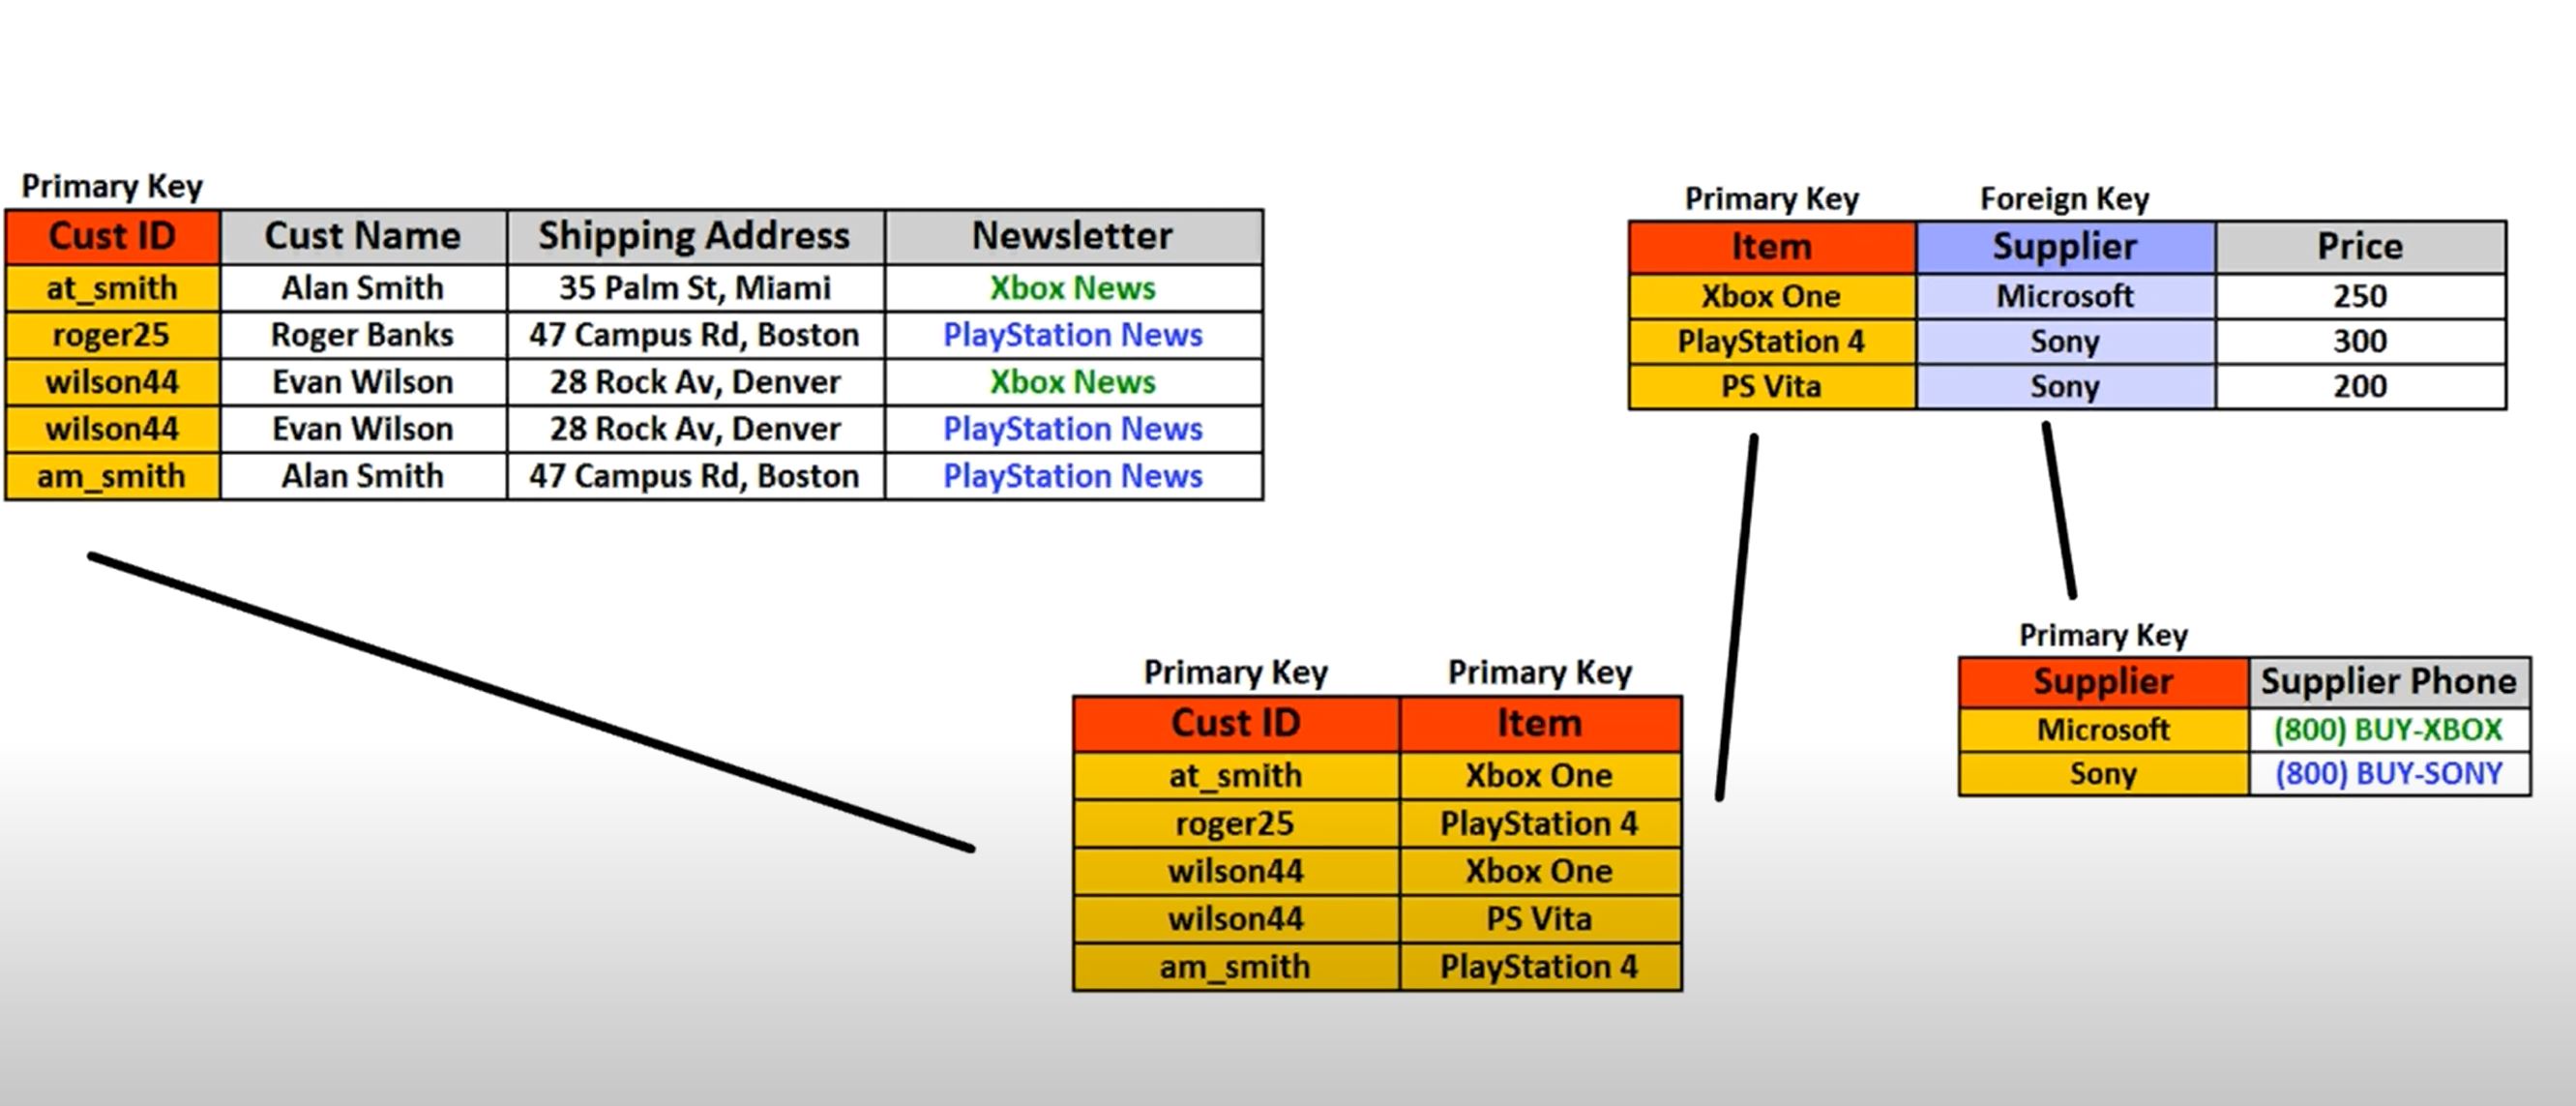 Primary Key
Cust ID Cust Name Shipping Address Newsletter
at_smith Alan Smith 35 Palm St, Miami Xbox News
roger25 Roger Banks 47 Campus Rd, Boston PlayStation News
wilson44 Evan Wilson 28 Rock Av, Denver Xbox News
wilson44 Evan Wilson 28 Rock Av, Denver PlayStation News
am_smith Alan Smith 47 Campus Rd, Boston PlayStation News
Primary Key Foreign Key
Item Supplier Price
Xbox One Microsoft 250
PlayStation 4 Sony 300
PS Vita Sony 200
Primary Key Primary Key
Cust ID Item
at_smith Xbox One
roger25 PlayStation 4
wilson44 Xbox One
wilson44 PS Vita
am_smith PlayStation 4
Primary Key
Supplier Supplier Phone
Microsoft (800) BUY-XBOX
Sony (800) BUY-SONY